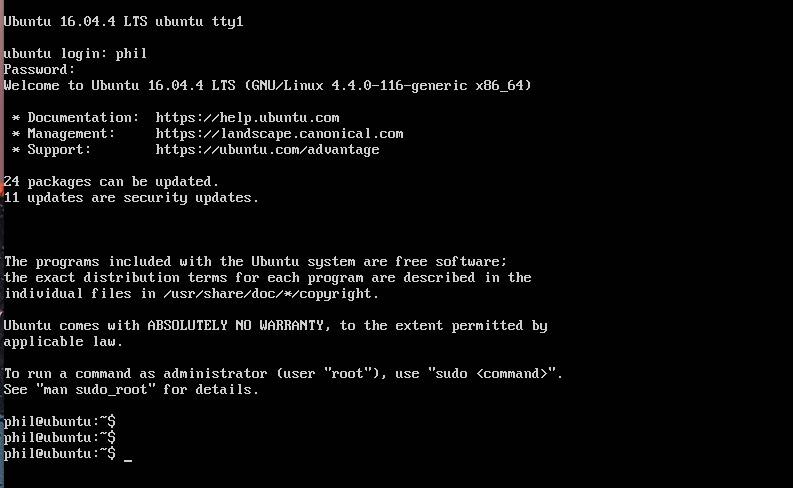 Ubuntu 16.04.4 LTS ubuntu tty1
ubuntu login: phil
Password:
Welcome to Ubuntu 16.04.4 LTS (GNU/Linux 4.4.0-116-generic x86_64)
* Documentation:  https://help.ubuntu.com
* Management:     https://landscape.canonical.com
* Support:        https://ubuntu.com/advantage
24 packages can be updated.
11 updates are security updates.
The programs included with the Ubuntu system are free software;
the exact distribution terms for each program are described in the
individual files in /usr/share/doc/*/copyright.
Ubuntu comes with ABSOLUTELY NO WARRANTY, to the extent permitted by
applicable law.
To run a command as administrator (user "root"), use "sudo <command>".
See "man sudo_root" for details.
phil@ubuntu:~$
phil@ubuntu:~$
phil@ubuntu:~$ _